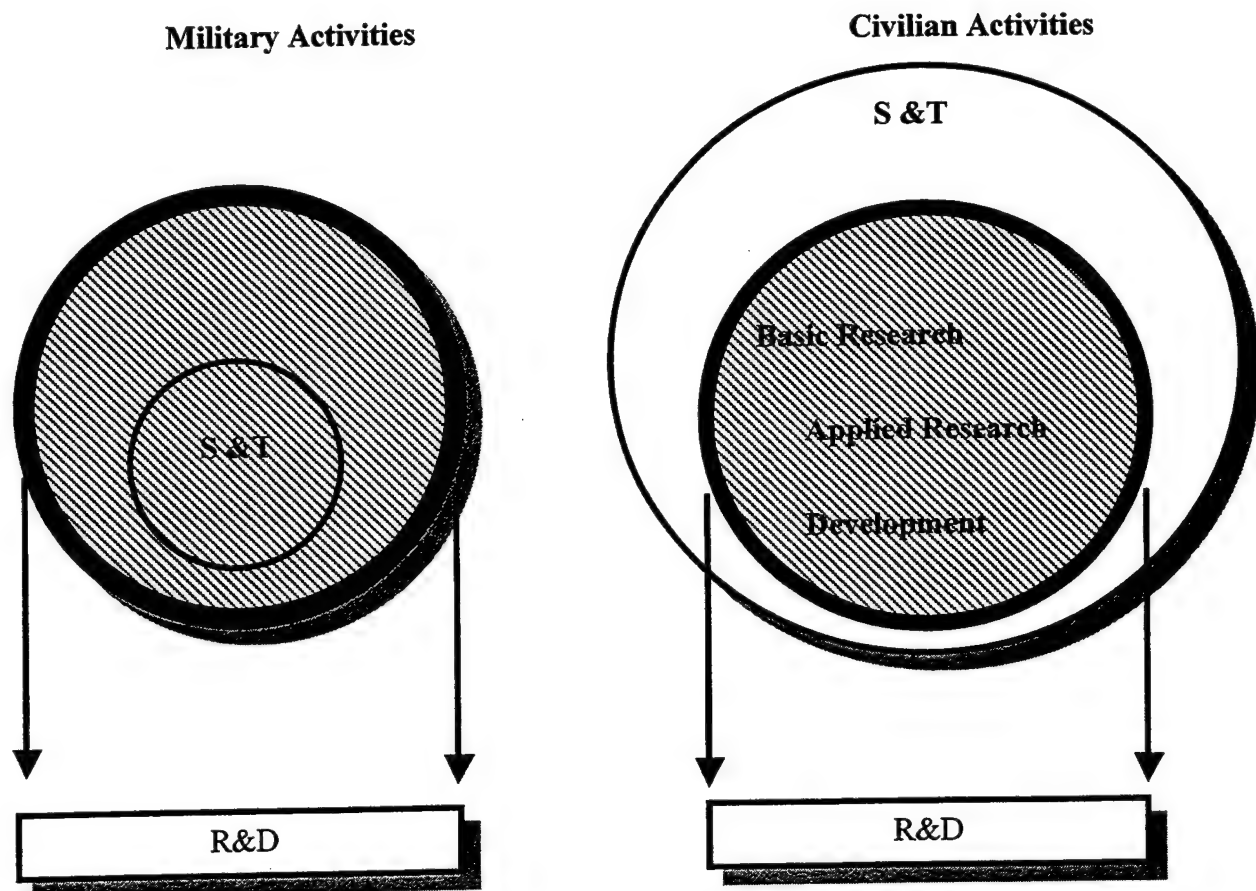 Military Activities
Civilian Activities
S &T
S &T
Basic Research
Applied Research
Development
R&D
R&D